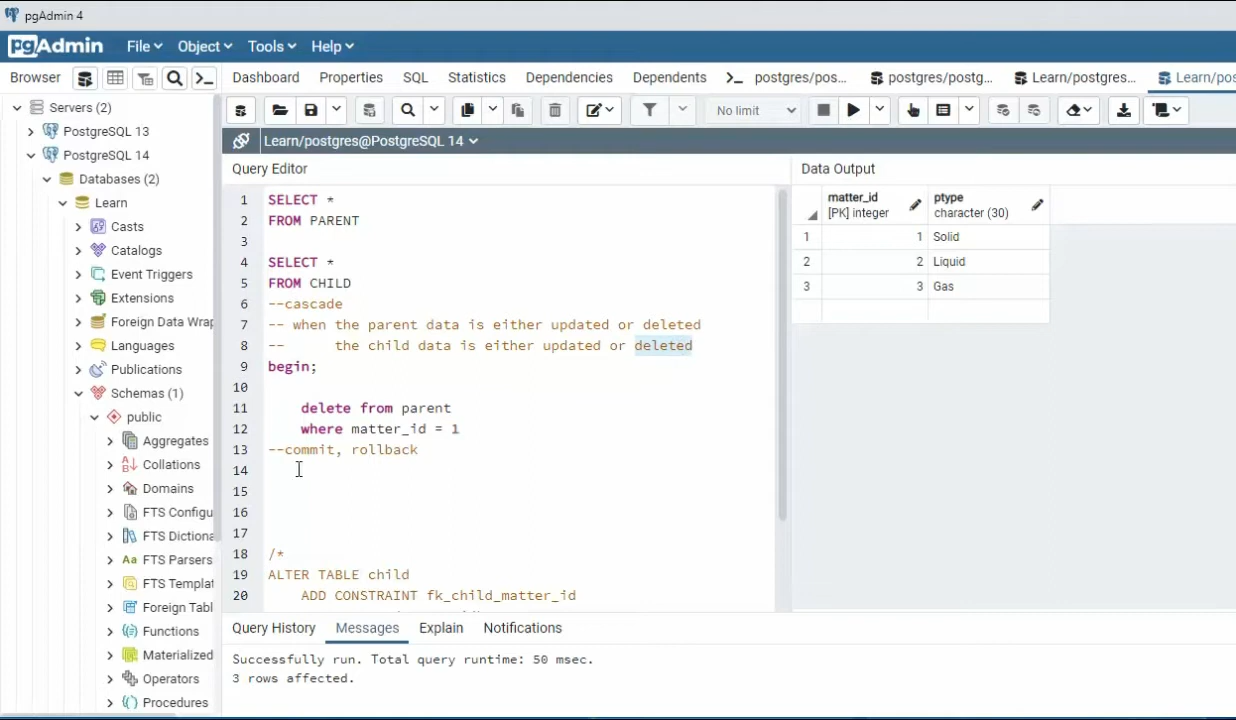 pgAdmin 4
pgAdmin File Object Tools Help
Browser Dashboard Properties SQL Statistics Dependencies Dependents postgres/pos... postgres/postg... Learn/postgres... Learn/pos
No limit
Servers (2)
PostgreSQL 13
PostgreSQL 14
Databases (2)
Learn
Casts
Catalogs
Event Triggers
Extensions
Foreign Data Wrap
Languages
Publications
Schemas (1)
public
Aggregates
Collations
Domains
FTS Configu
FTS Dictiona
FTS Parsers
FTS Templat
Foreign Tabl
Functions
Materialized
Operators
Procedures
Learn/postgres@PostgreSQL 14
Query Editor
1 SELECT *
2 FROM PARENT
3
4 SELECT *
5 FROM CHILD
6 --cascade
7 -- when the parent data is either updated or deleted
8 -- the child data is either updated or deleted
9 begin;
10
11 delete from parent
12 where matter_id = 1
13 --commit, rollback
14
15
16
17
18 /*
19 ALTER TABLE child
20 ADD CONSTRAINT fk_child_matter_id
Data Output
matter_id ptype
[PK] integer character (30)
1 1 Solid
2 2 Liquid
3 3 Gas
Query History Messages Explain Notifications
Successfully run. Total query runtime: 50 msec.
3 rows affected.